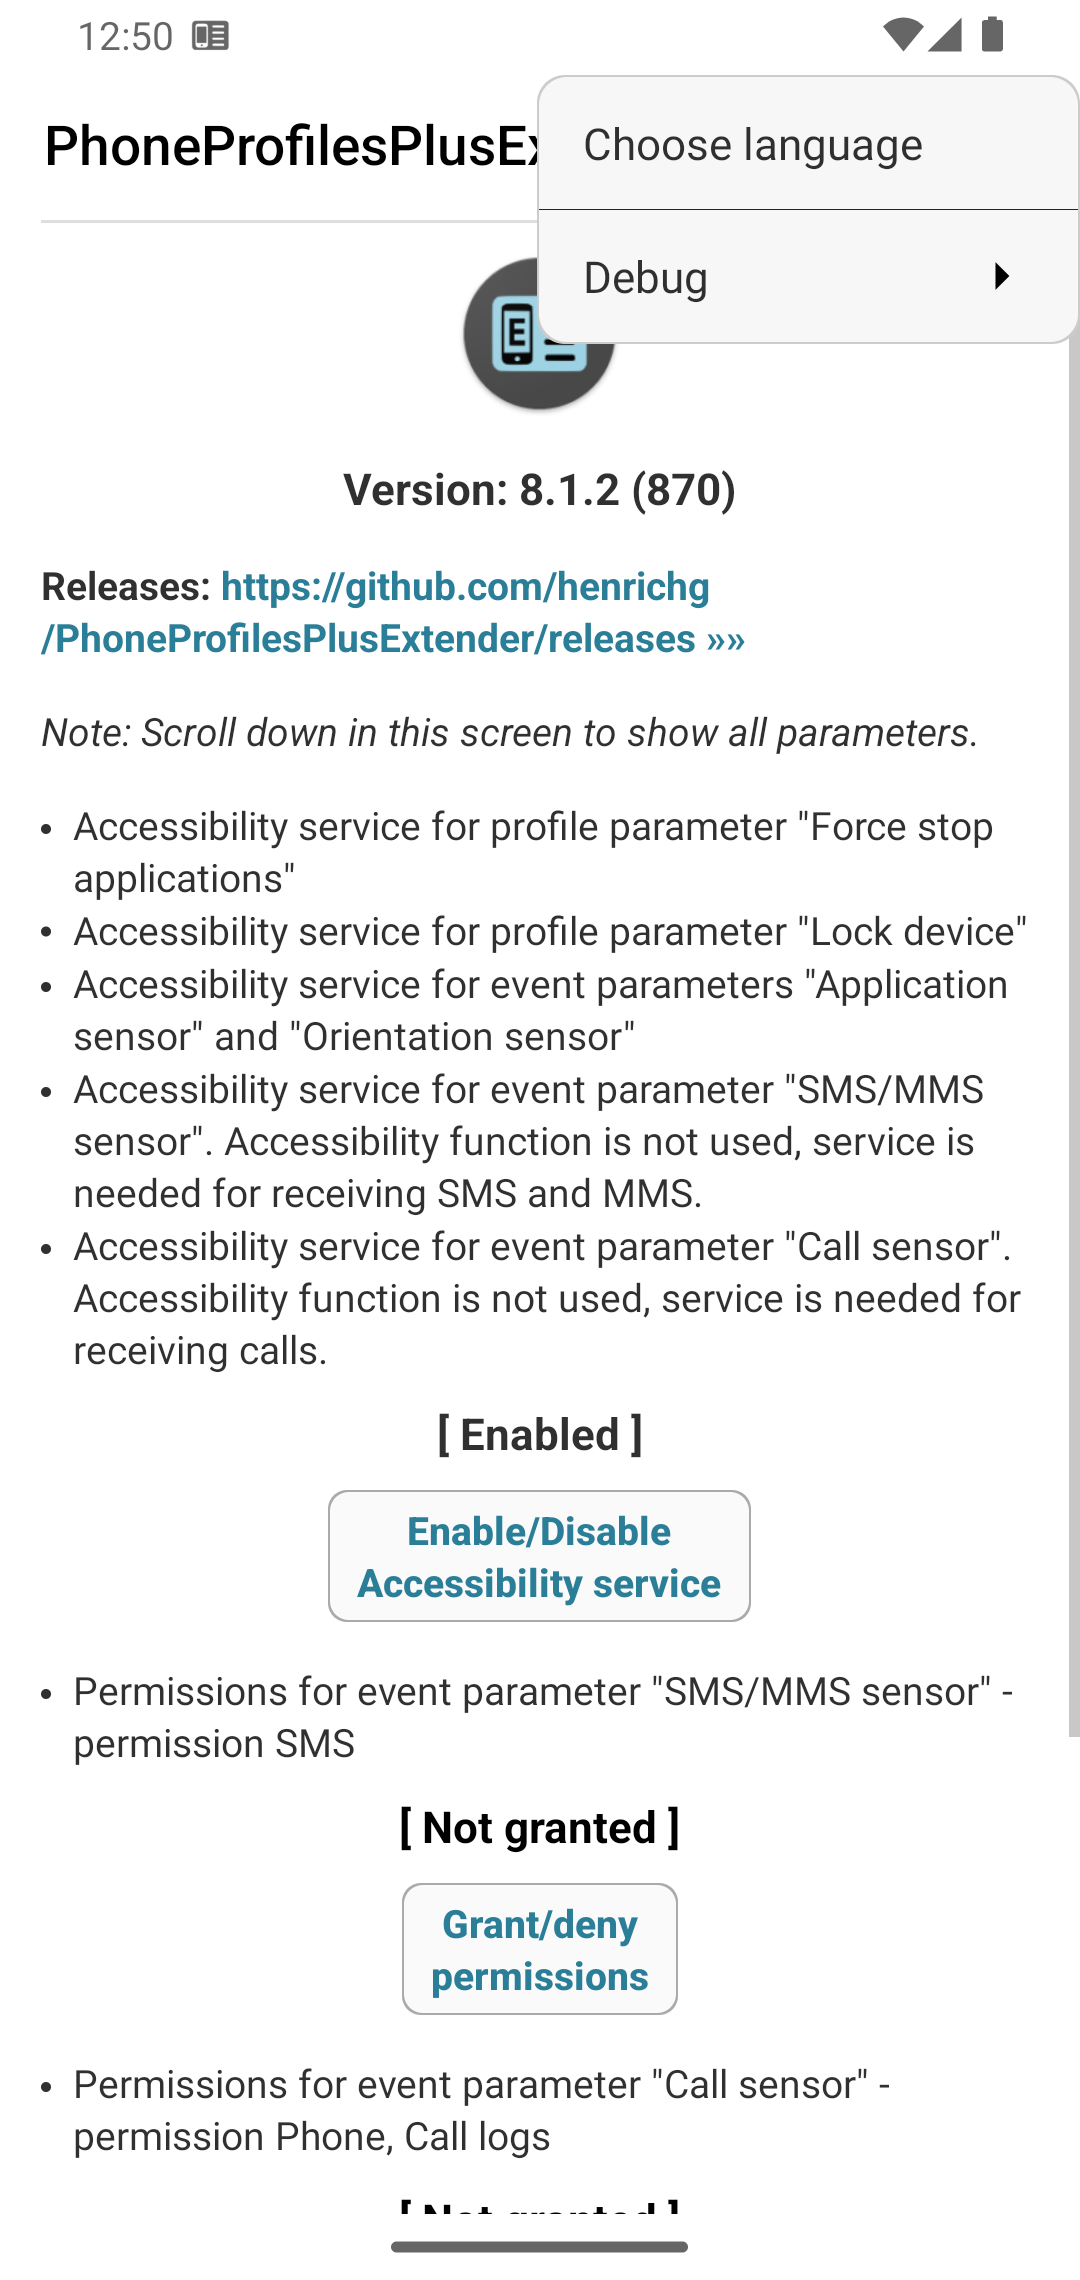 12:50
PhoneProfilesPlusEx
Choose language
Debug
E
Version: 8.1.2 (870)
Releases: https://github.com/henrichg
/PhoneProfilesPlusExtender/releases »»
Note: Scroll down in this screen to show all parameters.
• Accessibility service for profile parameter "Force stop
applications"
• Accessibility service for profile parameter "Lock device"
• Accessibility service for event parameters "Application
sensor" and "Orientation sensor"
• Accessibility service for event parameter "SMS/MMS
sensor". Accessibility function is not used, service is
needed for receiving SMS and MMS.
• Accessibility service for event parameter "Call sensor".
Accessibility function is not used, service is needed for
receiving calls.
[ Enabled ]
Enable/Disable
Accessibility service
• Permissions for event parameter "SMS/MMS sensor" -
permission SMS
[ Not granted ]
Grant/deny
permissions
• Permissions for event parameter "Call sensor" -
permission Phone, Call logs
[ Not granted ]